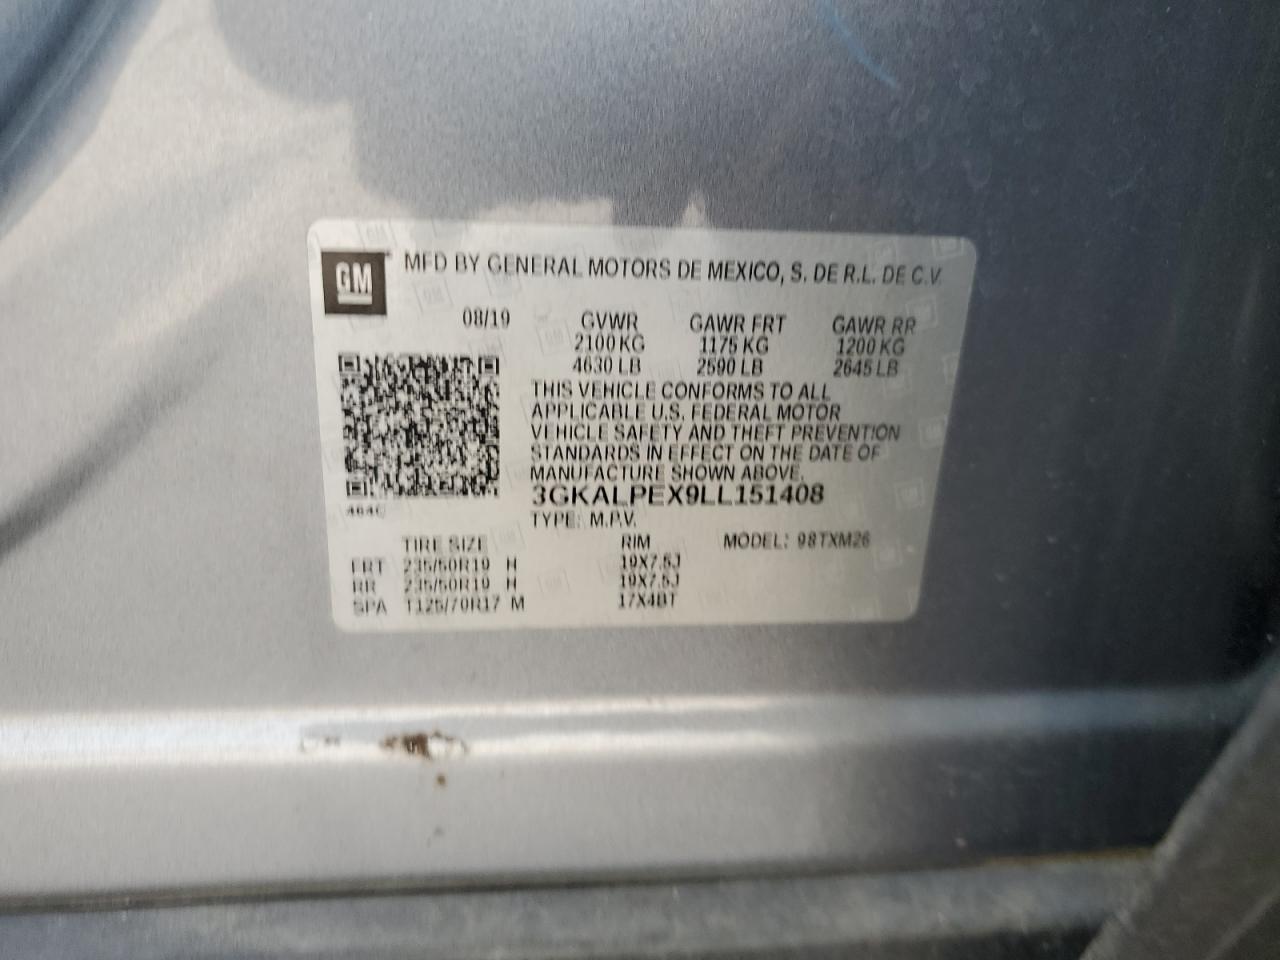 GM
MFD BY GENERAL MOTORS DE MEXICO, S. DE R.L. DE C.V.
08/19 GVWR GAWR FRT GAWR RR
2100 KG 1175 KG 1200 KG
4630 LB 2590 LB 2645 LB
THIS VEHICLE CONFORMS TO ALL
APPLICABLE U.S. FEDERAL MOTOR
VEHICLE SAFETY AND THEFT PREVENTION
STANDARDS IN EFFECT ON THE DATE OF
MANUFACTURE SHOWN ABOVE.
3GKALPEX9LL151408
464C
TYPE: M.P.V.
TIRE SIZE RIM MODEL: 98TXM26
FRT 235/50R19 H 19X7.5J
RR 235/50R19 H 19X7.5J
SPA T125/70R17 M 17X4BT